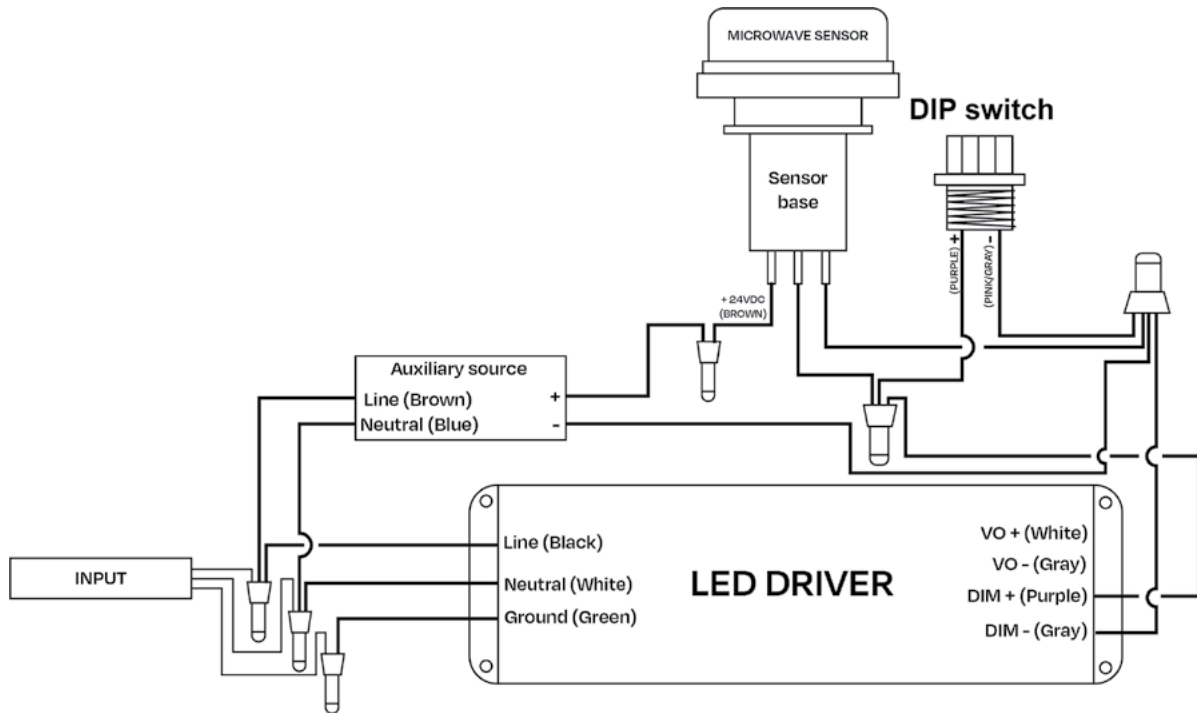 MICROWAVE SENSOR
DIP switch
Sensor
base
(PURPLE) +
(PINK/GRAY) -
+ 24VDC
(BROWN)
Auxiliary source
Line (Brown) +
Neutral (Blue) -
INPUT
Line (Black)
Neutral (White)
Ground (Green)
LED DRIVER
VO + (White)
VO - (Gray)
DIM + (Purple)
DIM - (Gray)